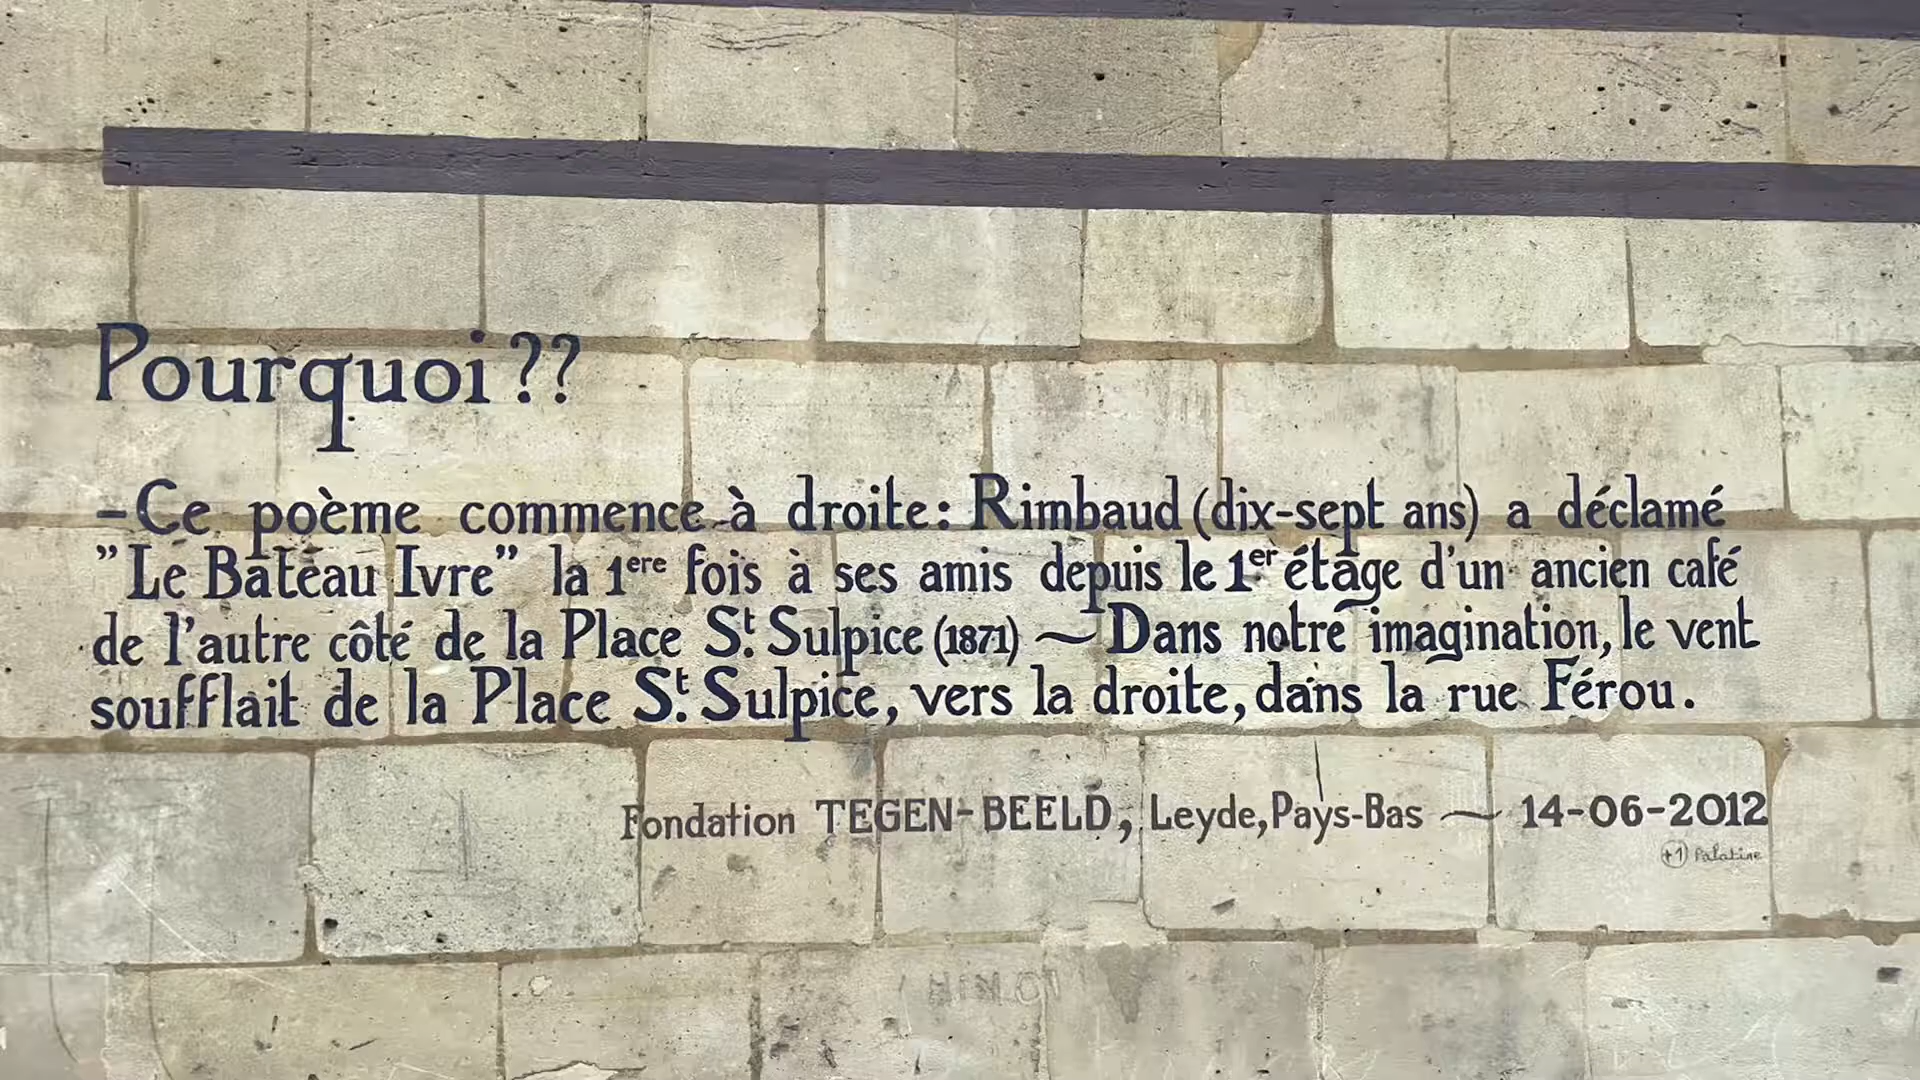 Pourquoi ??
-Ce poème commence à droite: Rimbaud (dix-sept ans) a déclamé
"Le Bateau Ivre" la 1ere fois à ses amis depuis le 1er étage d'un ancien café
de l'autre côté de la Place St. Sulpice (1871) ~ Dans notre imagination, le vent
soufflait de la Place St. Sulpice, vers la droite, dans la rue Férou.
Fondation TEGEN-BEELD, Leyde, Pays-Bas ~ 14-06-2012
+1 Palatine